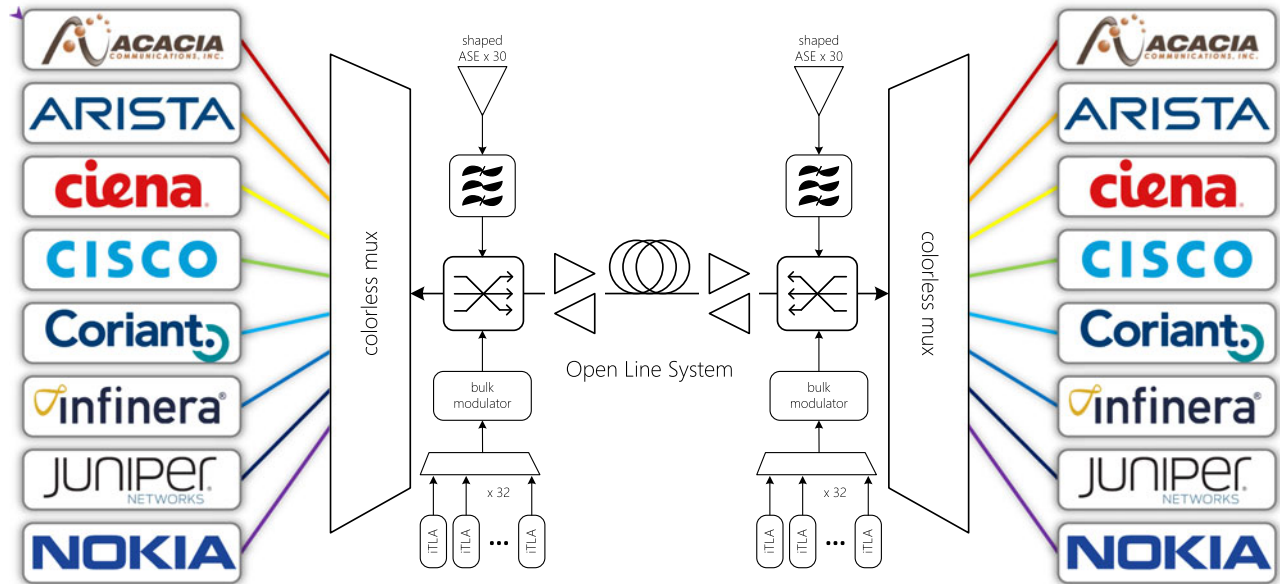 ACACIA
COMMUNICATIONS, INC.
ARISTA
ciena
CISCO
Coriant
infinera®
JUNIPER
NETWORKS
NOKIA
colorless mux
shaped
ASE x 30
bulk
modulator
x 32
iTLA
iTLA
•••
iTLA
Open Line System
shaped
ASE x 30
bulk
modulator
x 32
iTLA
iTLA
•••
iTLA
colorless mux
ACACIA
COMMUNICATIONS, INC.
ARISTA
ciena
CISCO
Coriant
infinera®
JUNIPER
NETWORKS
NOKIA